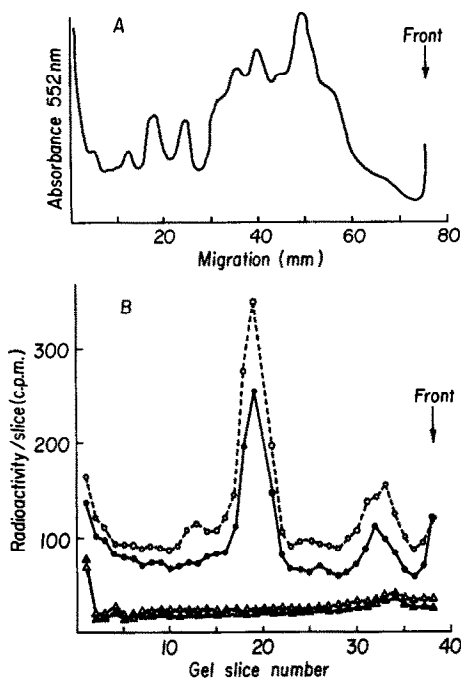 A
Front
Absorbance 552nm
0 20 40 60 80
Migration (mm)
B
300
200
100
Front
Radioactivity/slice (c.p.m.)
0 10 20 30 40
Gel slice number